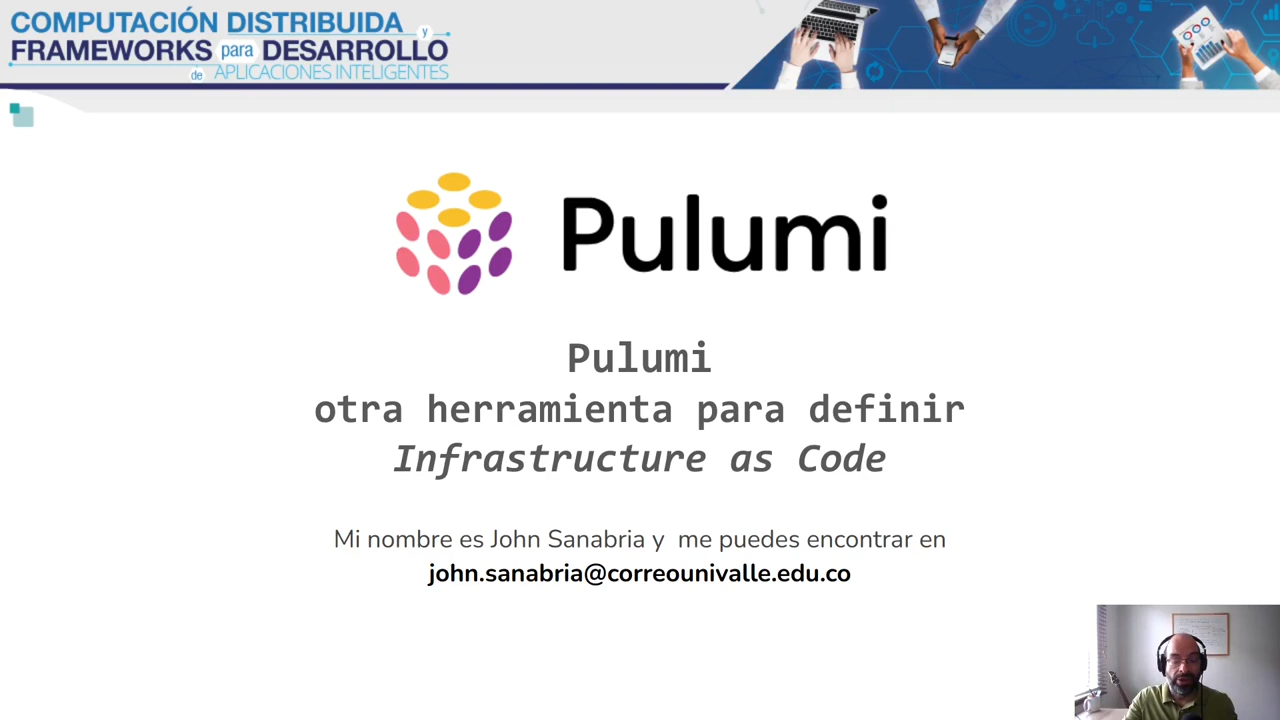 COMPUTACIÓN DISTRIBUIDA y
FRAMEWORKS para DESARROLLO
de APLICACIONES INTELIGENTES
Pulumi
Pulumi
otra herramienta para definir
Infrastructure as Code
Mi nombre es John Sanabria y me puedes encontrar en
john.sanabria@correounivalle.edu.co